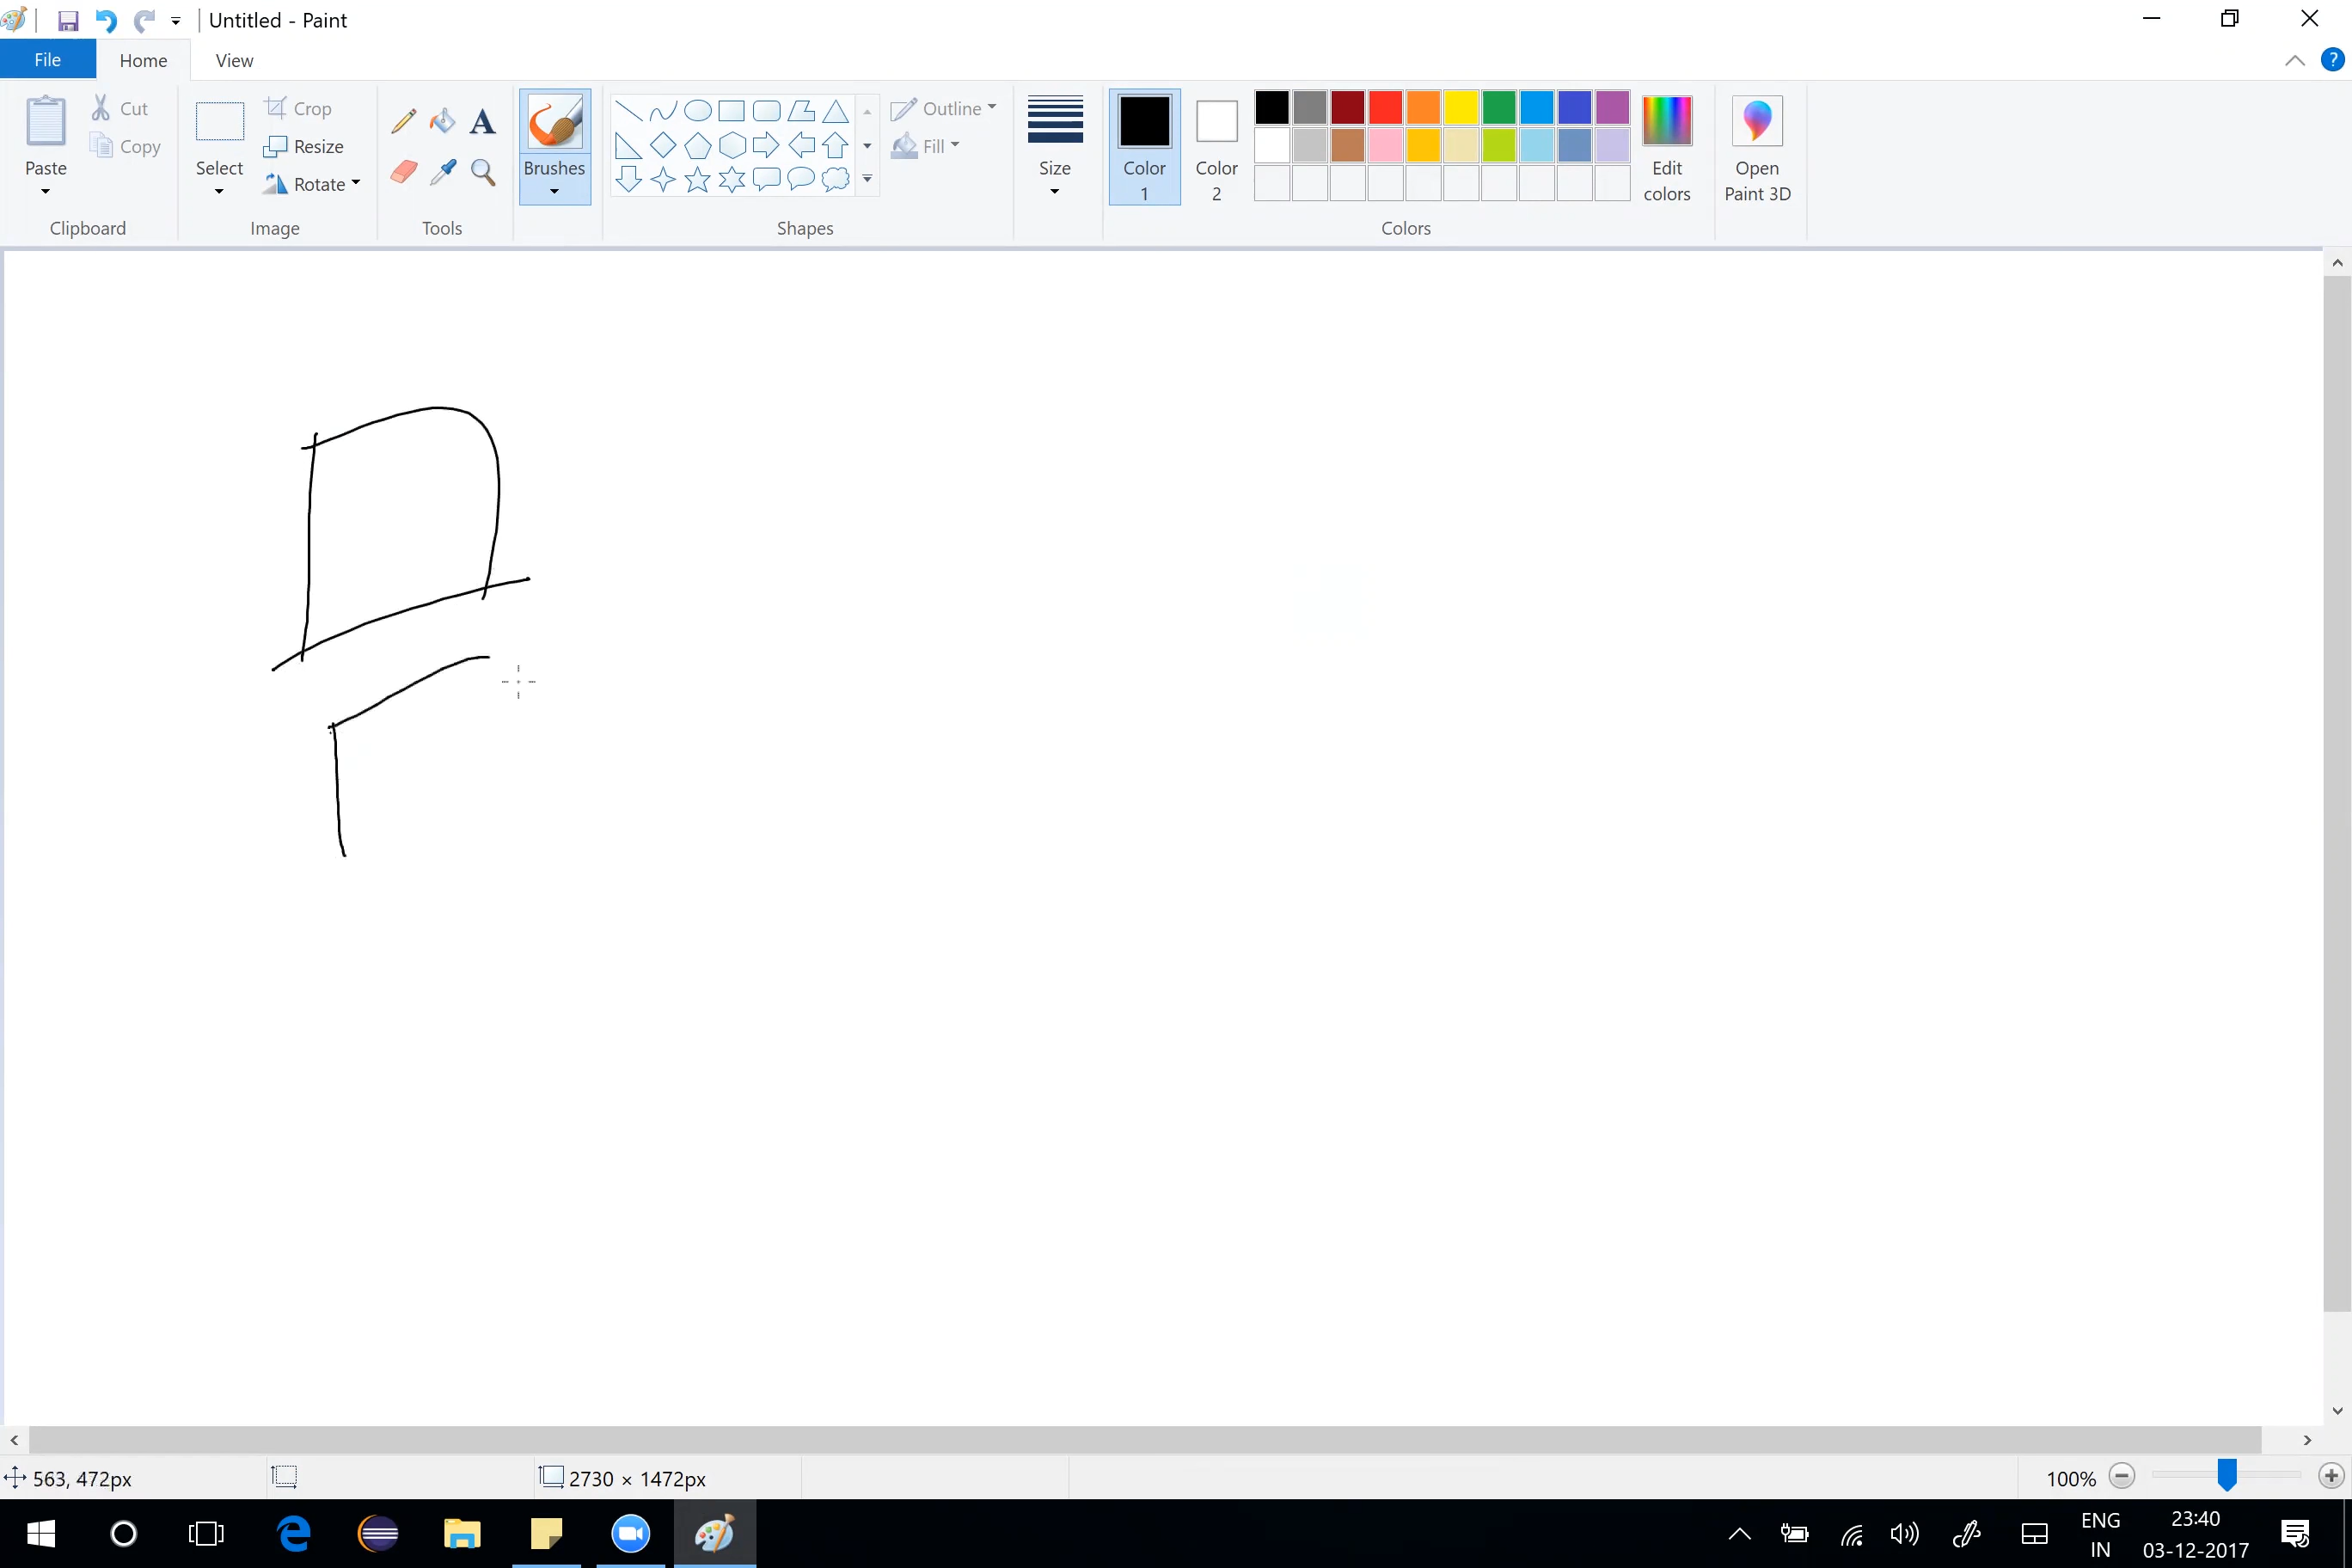 Untitled - Paint
File Home View
Paste Cut Copy Select Crop Resize Rotate Brushes Outline Fill Size Color 1 Color 2 Edit colors Open Paint 3D
Clipboard Image Tools Shapes Colors
563, 472px 2730 × 1472px 100%
ENG 23:40
IN 03-12-2017